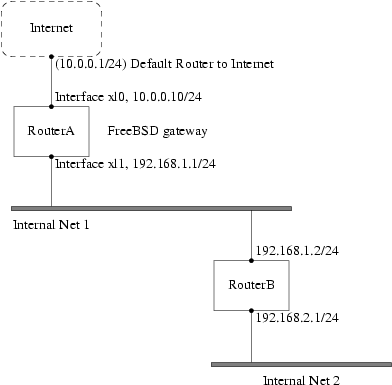 Internet
(10.0.0.1/24) Default Router to Internet
Interface xl0, 10.0.0.10/24
RouterA
FreeBSD gateway
Interface xl1, 192.168.1.1/24
Internal Net 1
192.168.1.2/24
RouterB
192.168.2.1/24
Internal Net 2